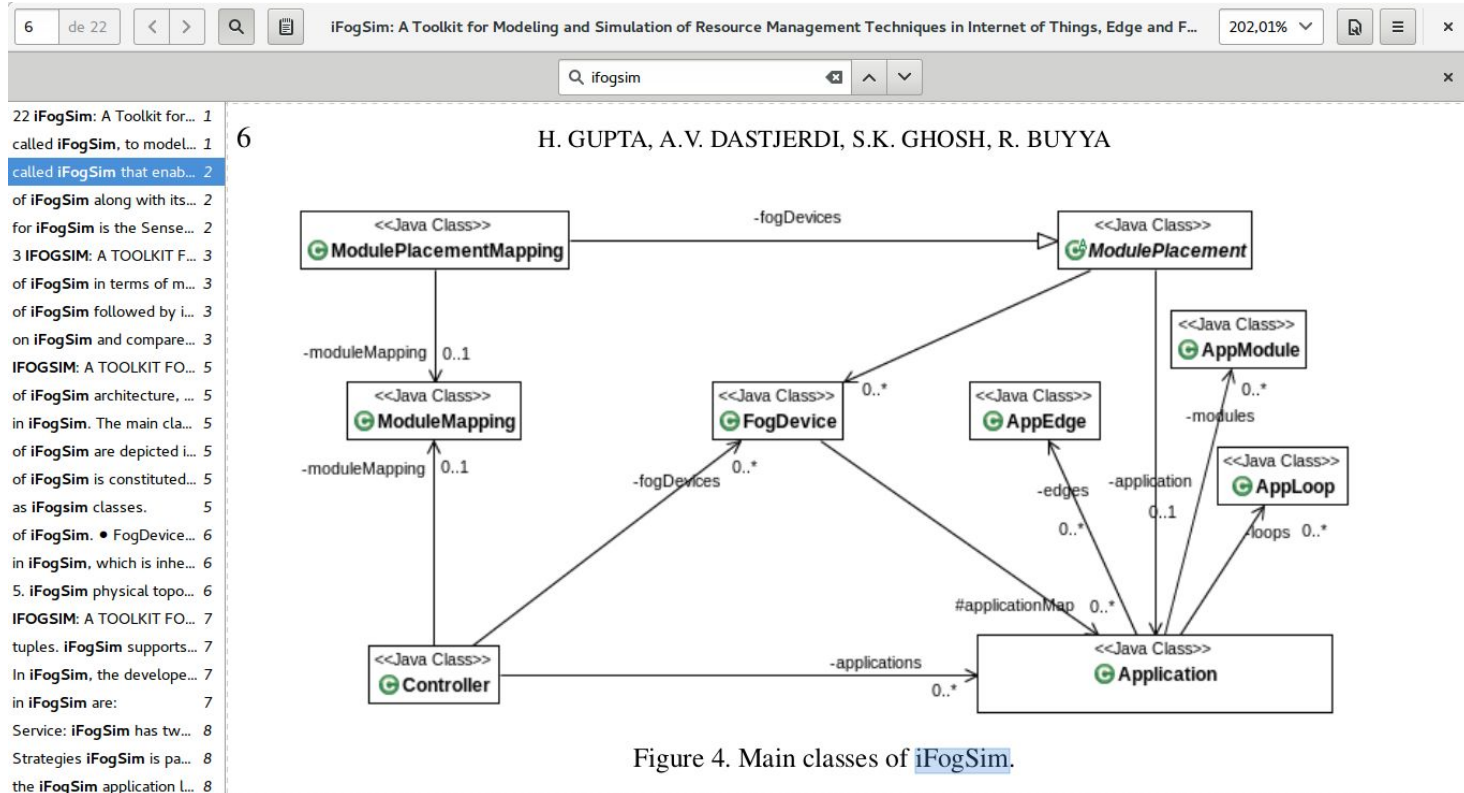 6 de 22 iFogSim: A Toolkit for Modeling and Simulation of Resource Management Techniques in Internet of Things, Edge and F... 202,01%
ifogsim
22 iFogSim: A Toolkit for... 1
called iFogSim, to model... 1
called iFogSim that enab... 2
of iFogSim along with its... 2
for iFogSim is the Sense... 2
3 IFOGSIM: A TOOLKIT F... 3
of iFogSim in terms of m... 3
of iFogSim followed by i... 3
on iFogSim and compare... 3
IFOGSIM: A TOOLKIT FO... 5
of iFogSim architecture, ... 5
in iFogSim. The main cla... 5
of iFogSim are depicted i... 5
of iFogSim is constituted... 5
as iFogsim classes. 5
of iFogSim. • FogDevice... 6
in iFogSim, which is inhe... 6
5. iFogSim physical topo... 6
IFOGSIM: A TOOLKIT FO... 7
tuples. iFogSim supports... 7
In iFogSim, the develope... 7
in iFogSim are: 7
Service: iFogSim has tw... 8
Strategies iFogSim is pa... 8
the iFogSim application l... 8
6 H. GUPTA, A.V. DASTJERDI, S.K. GHOSH, R. BUYYA
<<Java Class>>
ModulePlacementMapping
-fogDevices
<<Java Class>>
ModulePlacement
<<Java Class>>
AppModule
-moduleMapping 0..1
0..*
0..*
<<Java Class>>
ModuleMapping
<<Java Class>>
FogDevice
<<Java Class>>
AppEdge
-modules
-moduleMapping 0..1
0..*
-fogDevices
-edges
0..*
-application
0..1
<<Java Class>>
AppLoop
-loops 0..*
#applicationMap 0..*
<<Java Class>>
Controller
-applications
0..*
<<Java Class>>
Application
Figure 4. Main classes of iFogSim.